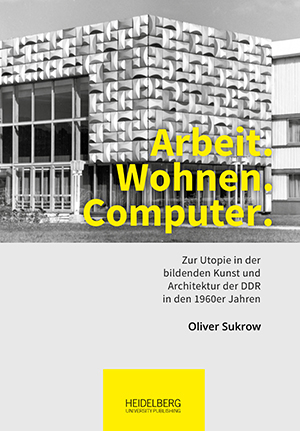 Arbeit.
Wohnen.
Computer.
Zur Utopie in der
bildenden Kunst und
Architektur der DDR
in den 1960er Jahren
Oliver Sukrow
HEIDELBERG
UNIVERSITY PUBLISHING